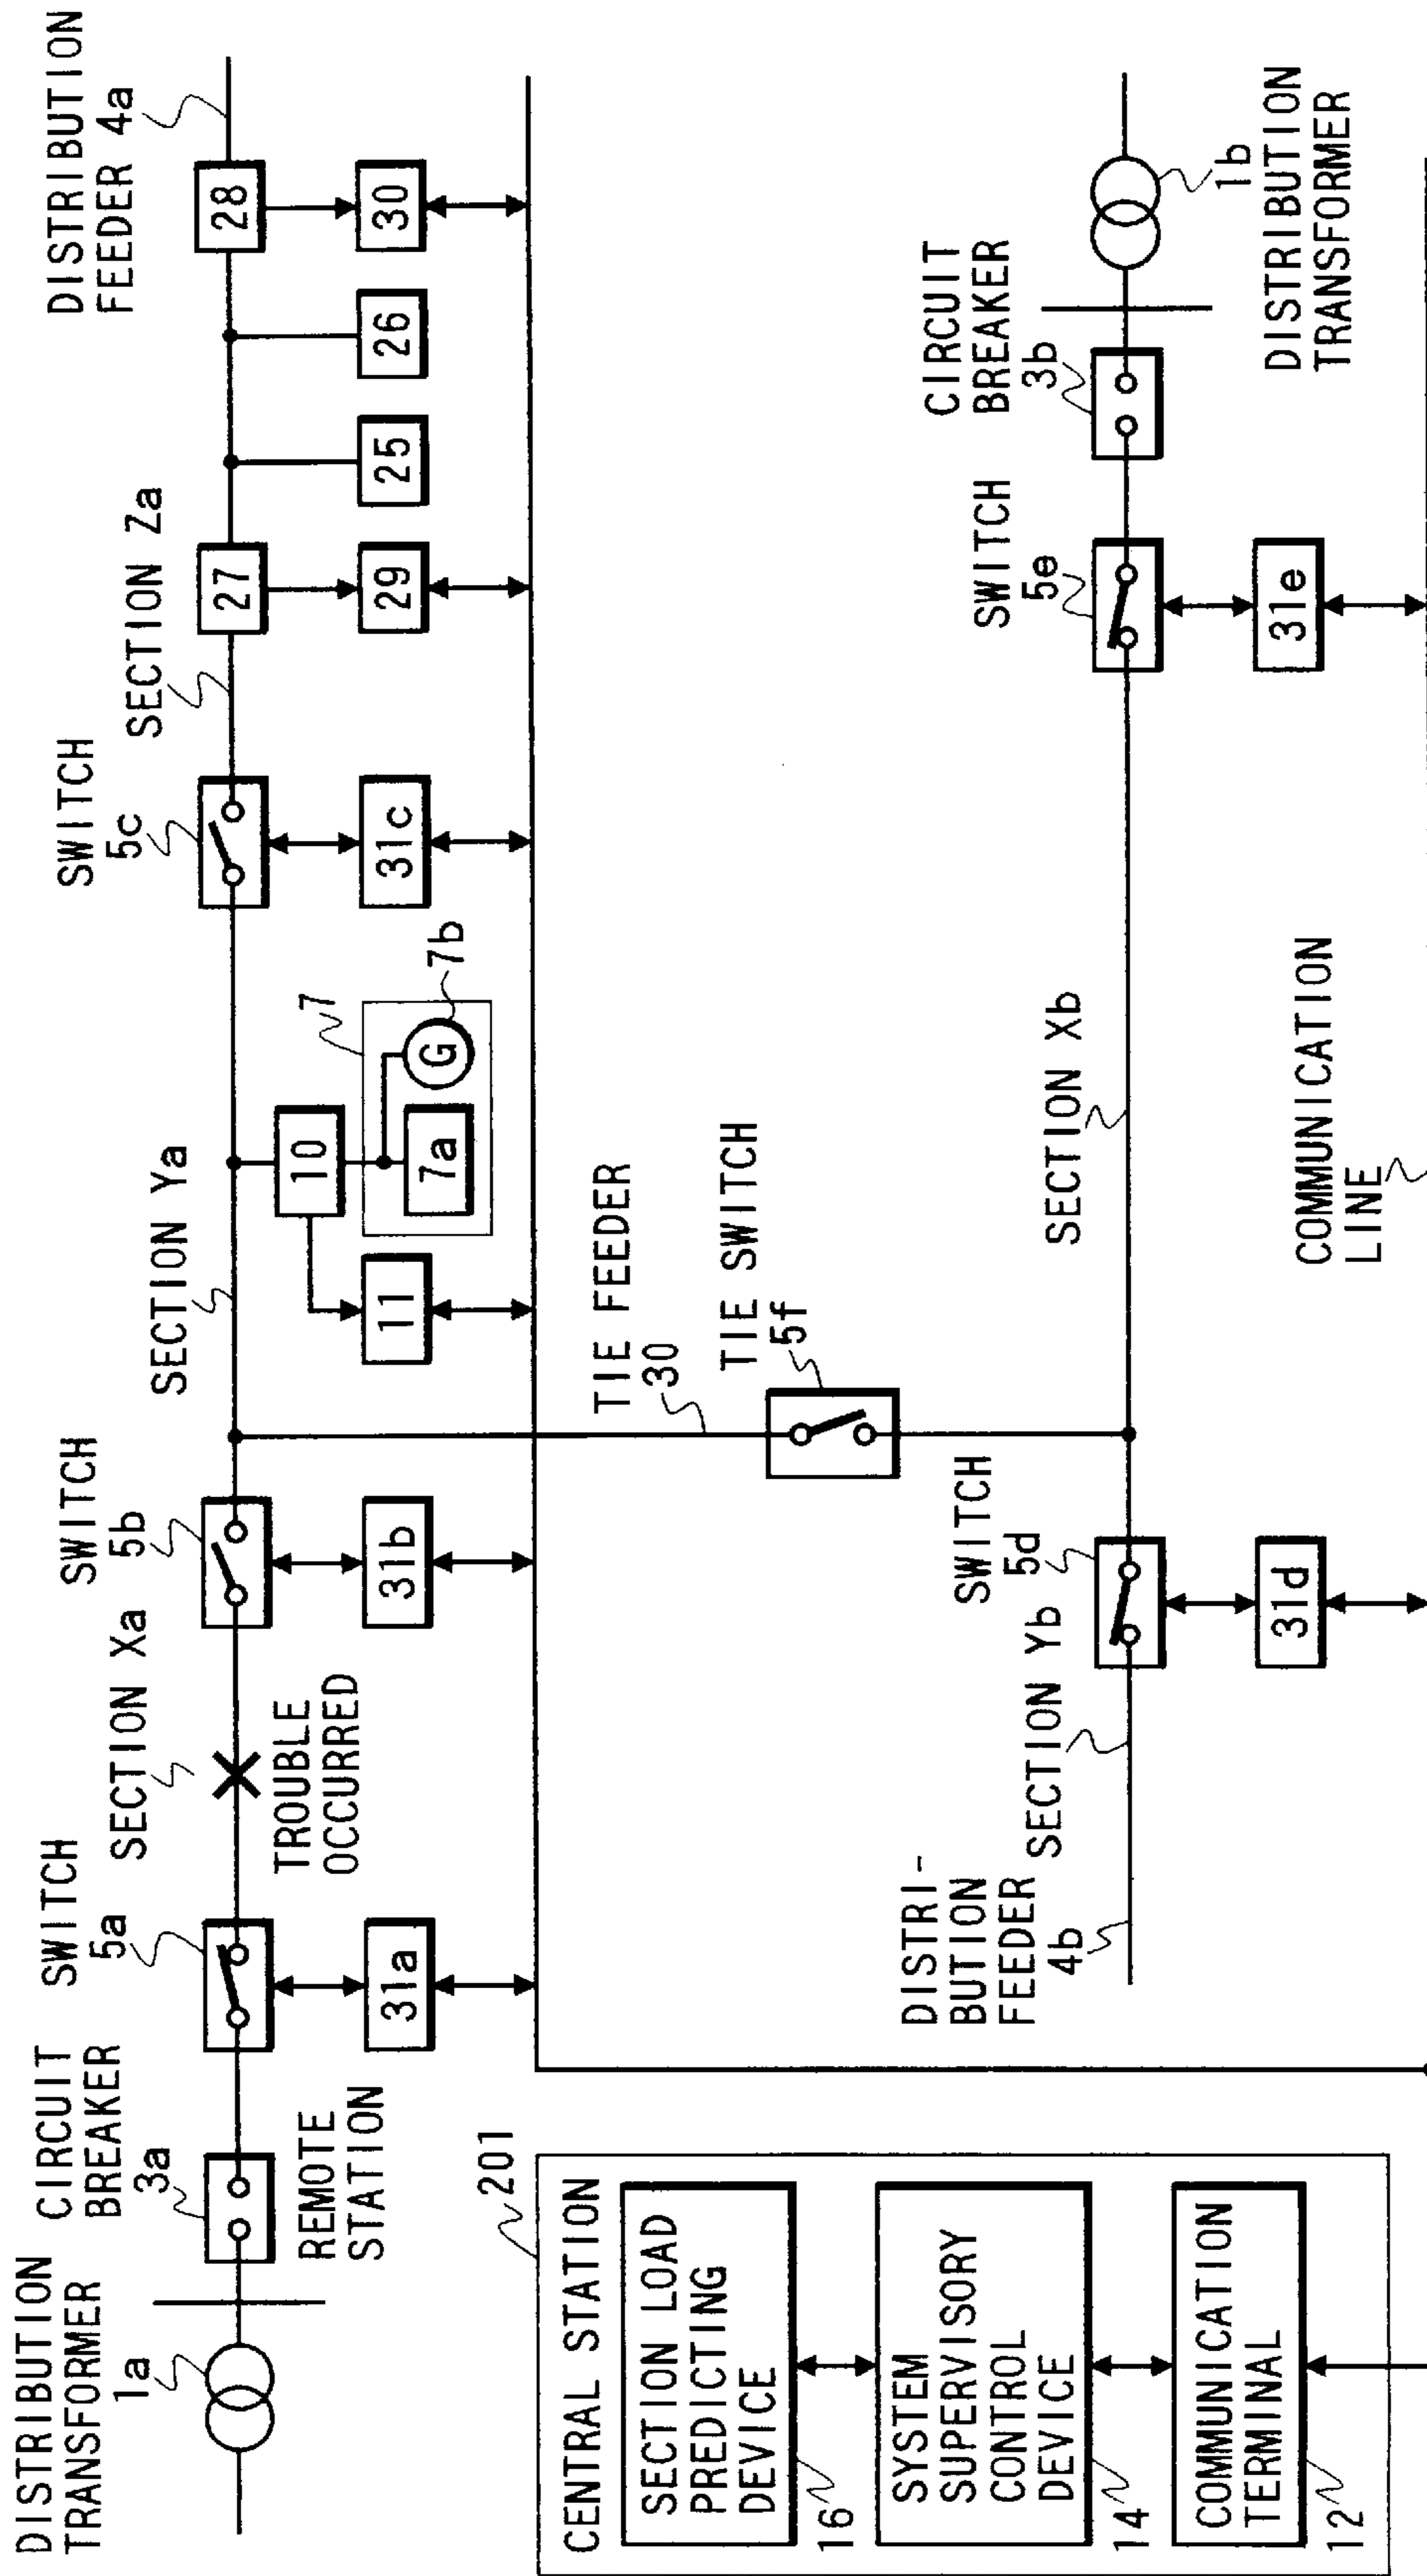 DISTRIBUTION
TRANSFORMER
1a
CIRCUIT
BREAKER
3a
REMOTE
STATION
SWITCH
5a
31a
SECTION Xa
TROUBLE
OCCURRED
SWITCH
5b
31b
SECTION Ya
11
10
7
7a
G
7b
SWITCH
5c
31c
SECTION Za
27
29
25
26
28
30
DISTRIBUTION
FEEDER 4a
TIE FEEDER
30
TIE SWITCH
5f
201
CENTRAL STATION
SECTION LOAD
PREDICTING
DEVICE
16
SYSTEM
SUPERVISORY
CONTROL
DEVICE
14
COMMUNICATION
TERMINAL
12
DISTRI-
BUTION
FEEDER
4b
SECTION Yb
SWITCH
5d
31d
SECTION Xb
SWITCH
5e
31e
CIRCUIT
BREAKER
3b
1b
DISTRIBUTION
TRANSFORMER
COMMUNICATION
LINE